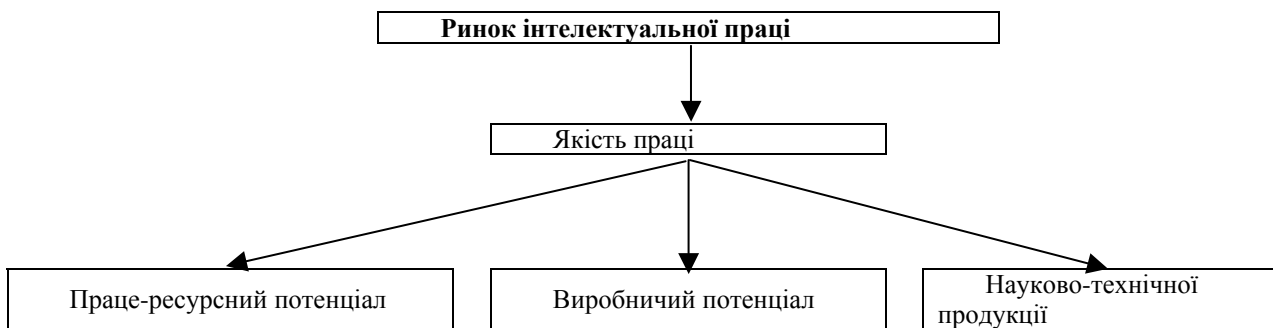 Ринок інтелектуальної праці
Якість праці
Праце-ресурсний потенціал
Виробничий потенціал
Науково-технічної
продукції